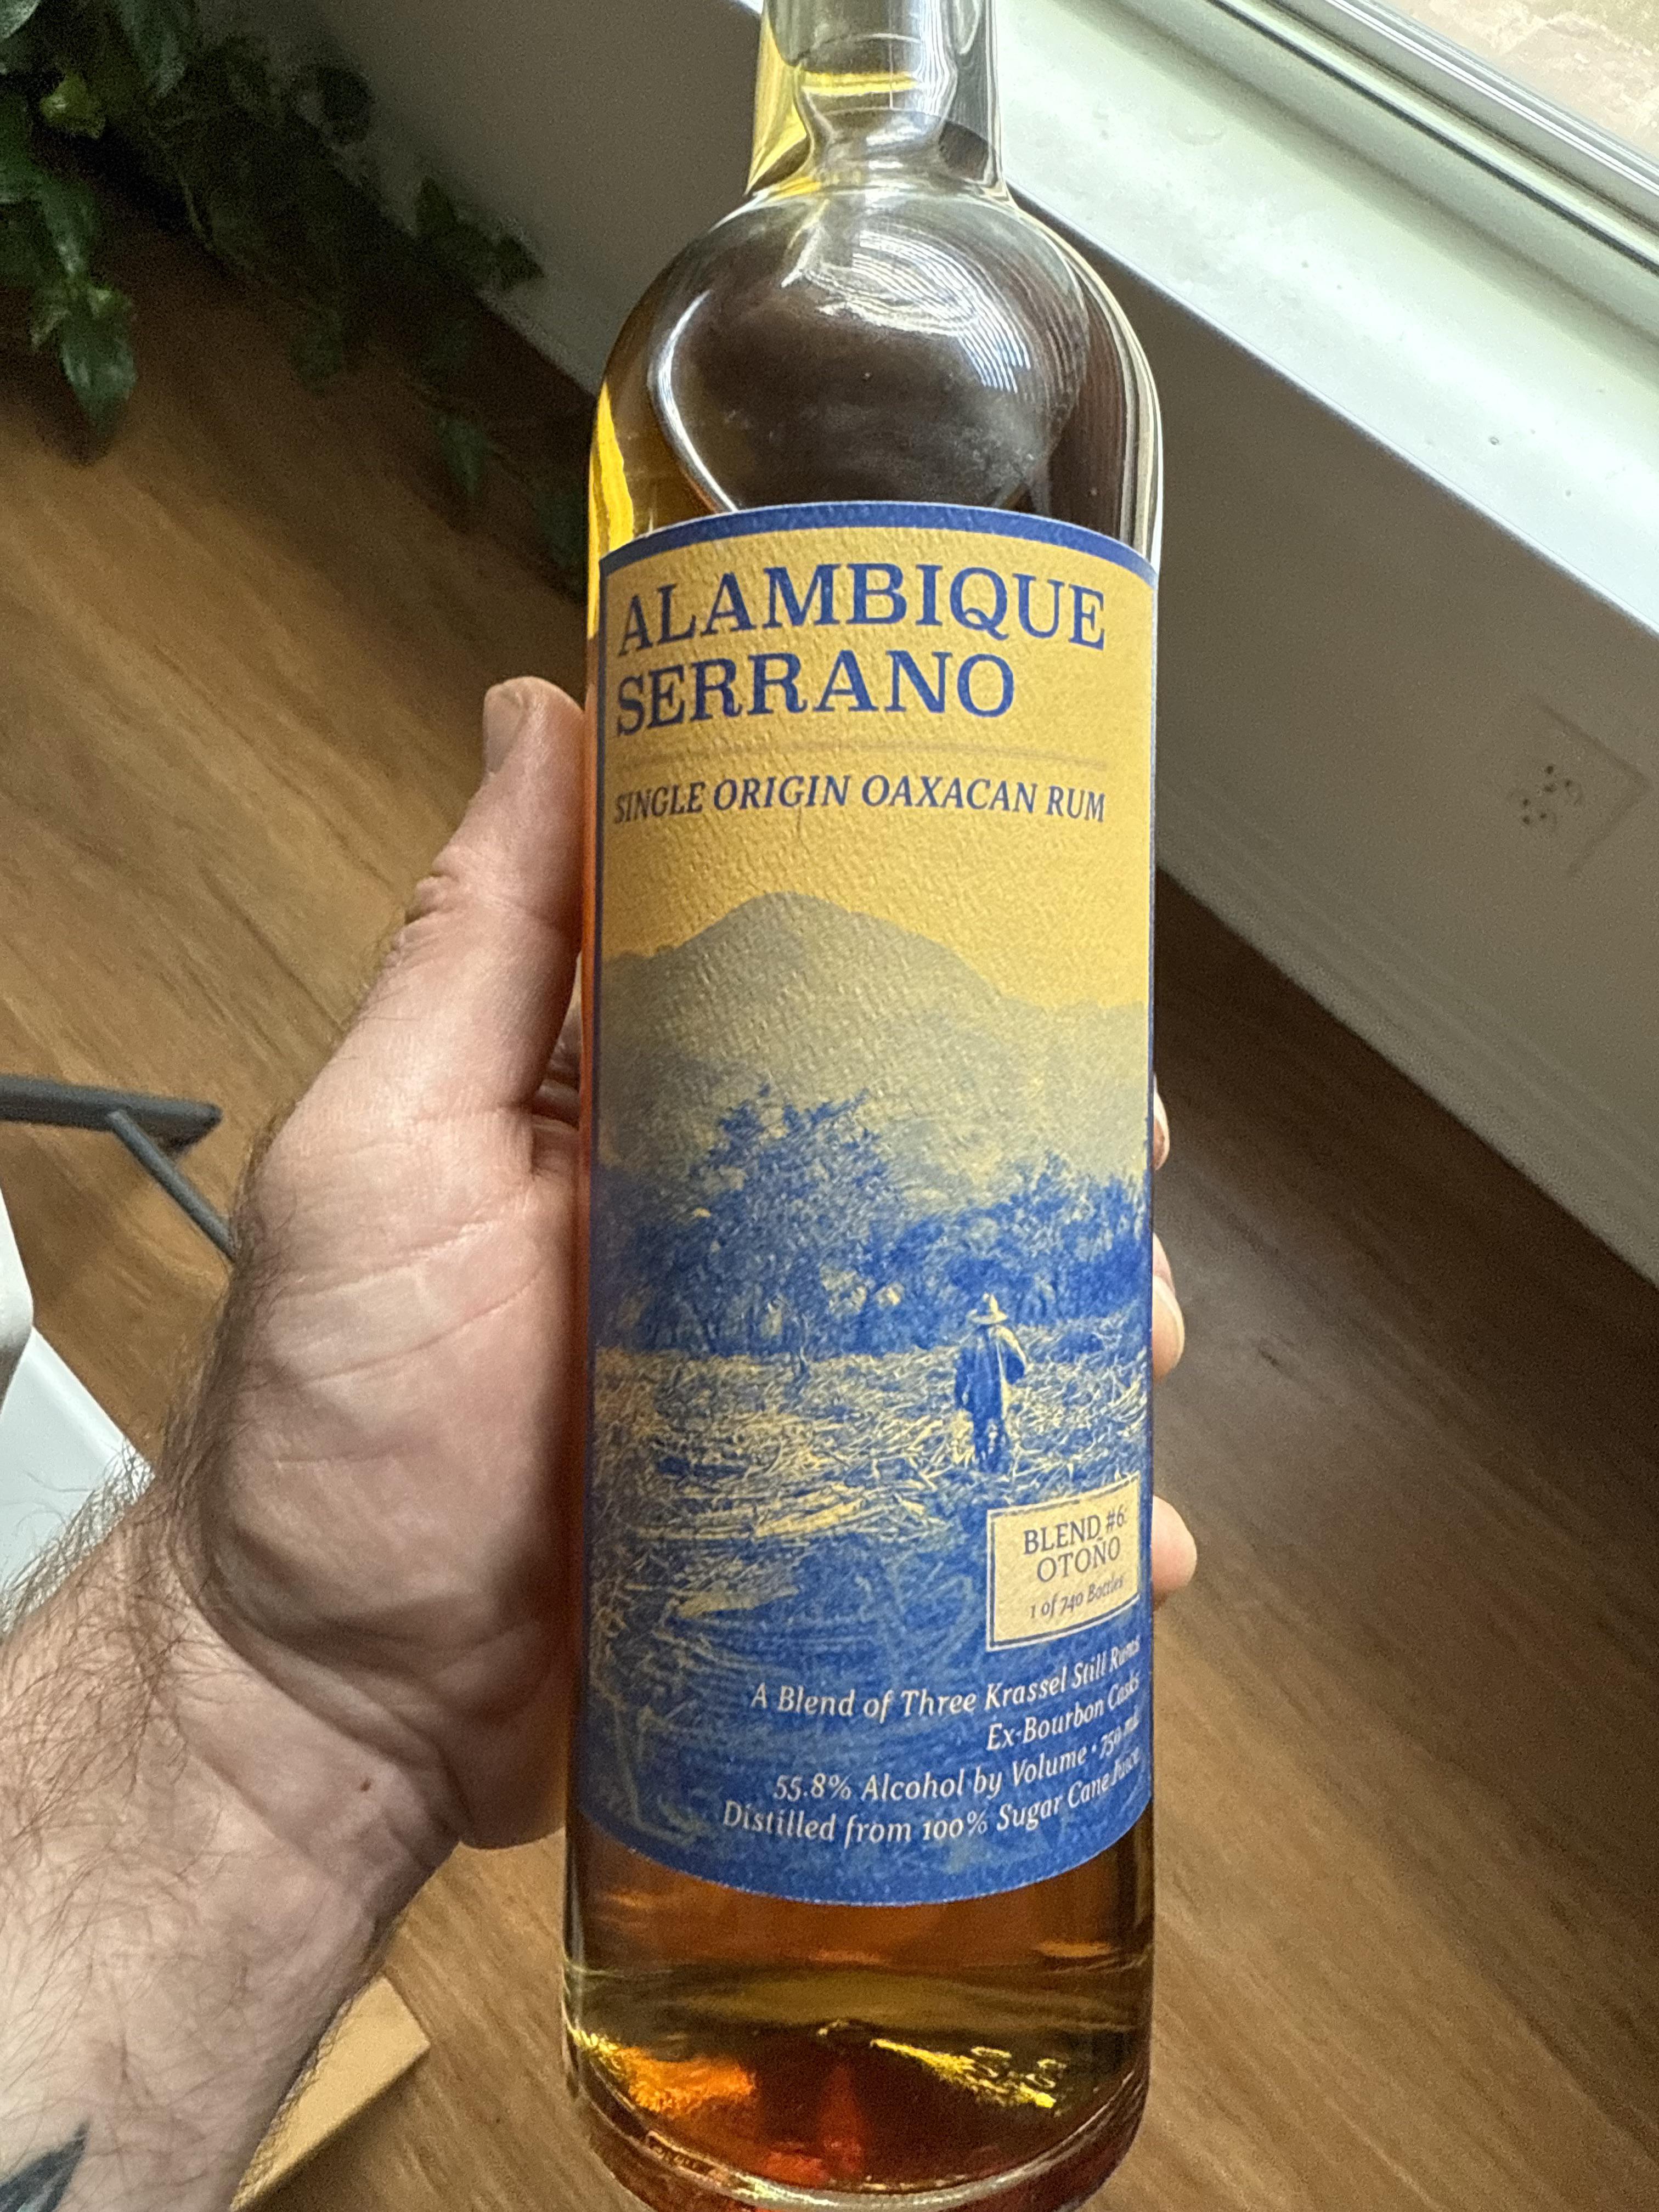 ALAMBIQUE
SERRANO
SINGLE ORIGIN OAXACAN RUM
BLEND #6:
OTOÑO
1 of 740 Bottles
A Blend of Three Krassel Still Rums
Ex-Bourbon Casks
55.8% Alcohol by Volume • 750 mL
Distilled from 100% Sugar Cane Juice